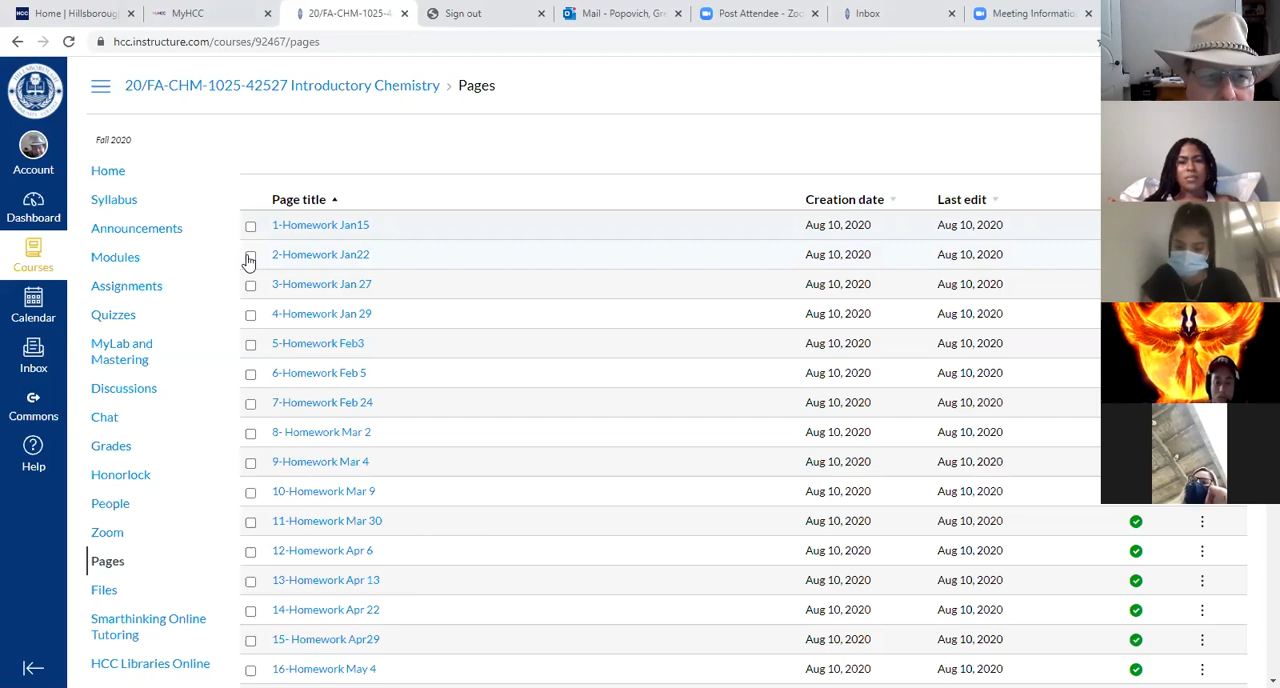 Home | Hillsboroug
MyHCC
20/FA-CHM-1025-4
Sign out
Mail - Popovich, Gre
Post Attendee - Zoo
Inbox
Meeting Informatio
hcc.instructure.com/courses/92467/pages
20/FA-CHM-1025-42527 Introductory Chemistry > Pages
Fall 2020
Account
Dashboard
Courses
Calendar
Inbox
Commons
Help
Home
Syllabus
Announcements
Modules
Assignments
Quizzes
MyLab and
Mastering
Discussions
Chat
Grades
Honorlock
People
Zoom
Pages
Files
Smarthinking Online
Tutoring
HCC Libraries Online
Page title Creation date Last edit
1-Homework Jan15 Aug 10, 2020 Aug 10, 2020
2-Homework Jan22 Aug 10, 2020 Aug 10, 2020
3-Homework Jan 27 Aug 10, 2020 Aug 10, 2020
4-Homework Jan 29 Aug 10, 2020 Aug 10, 2020
5-Homework Feb3 Aug 10, 2020 Aug 10, 2020
6-Homework Feb 5 Aug 10, 2020 Aug 10, 2020
7-Homework Feb 24 Aug 10, 2020 Aug 10, 2020
8- Homework Mar 2 Aug 10, 2020 Aug 10, 2020
9-Homework Mar 4 Aug 10, 2020 Aug 10, 2020
10-Homework Mar 9 Aug 10, 2020 Aug 10, 2020
11-Homework Mar 30 Aug 10, 2020 Aug 10, 2020
12-Homework Apr 6 Aug 10, 2020 Aug 10, 2020
13-Homework Apr 13 Aug 10, 2020 Aug 10, 2020
14-Homework Apr 22 Aug 10, 2020 Aug 10, 2020
15- Homework Apr29 Aug 10, 2020 Aug 10, 2020
16-Homework May 4 Aug 10, 2020 Aug 10, 2020